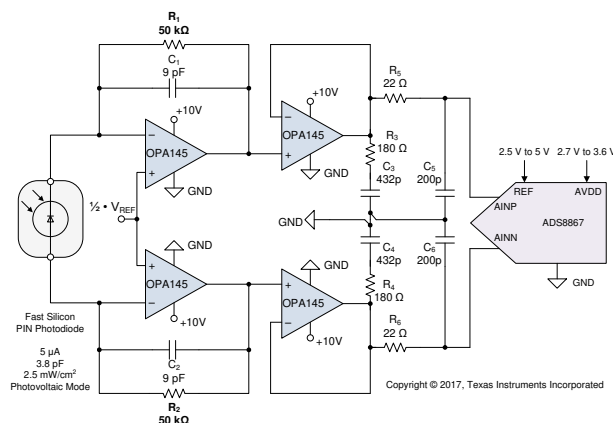 R1
50 kΩ
C1
9 pF
+10V
OPA145
GND
+10V
OPA145
GND
R5
22 Ω
R3
180 Ω
C3
432p
C5
200p
2.5 V to 5 V
2.7 V to 3.6 V
REF
AVDD
AINP
ADS8867
AINN
GND
½ • VREF
GND
C4
432p
C6
200p
R4
180 Ω
GND
OPA145
+10V
GND
OPA145
+10V
R6
22 Ω
Fast Silicon
PIN Photodiode
5 µA
3.8 pF
2.5 mW/cm²
Photovoltaic Mode
C2
9 pF
R2
50 kΩ
Copyright © 2017, Texas Instruments Incorporated